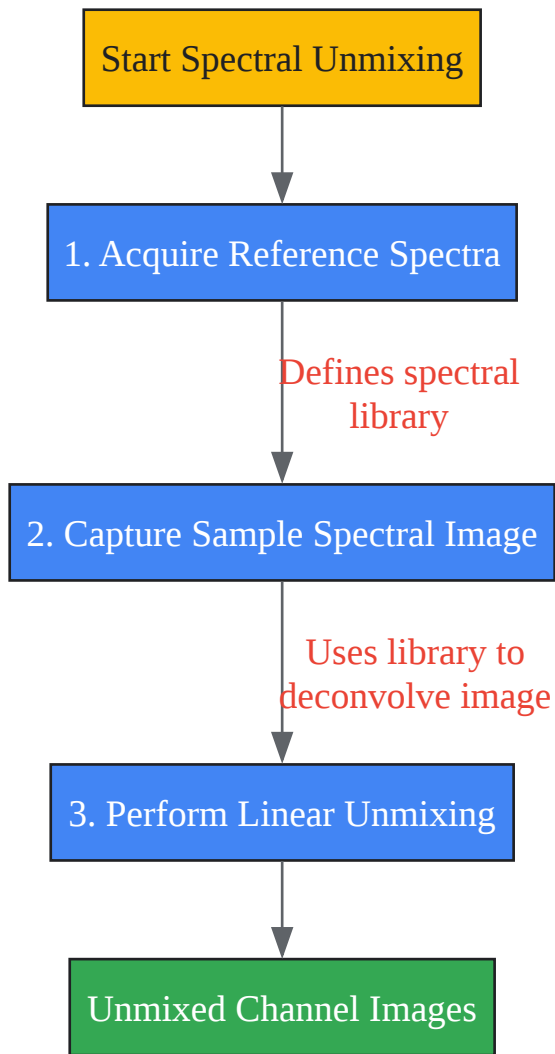 Start Spectral Unmixing
1. Acquire Reference Spectra
Defines spectral
library
2. Capture Sample Spectral Image
Uses library to
deconvolve image
3. Perform Linear Unmixing
Unmixed Channel Images